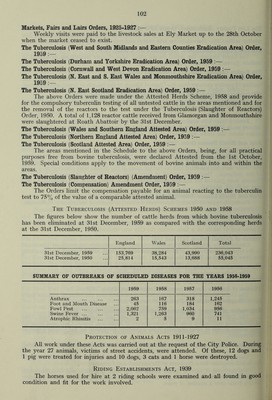 102
Markets, Fairs and Lairs Orders, 1925-1927 :—
Weekly visits were paid to the livestock sales at Ely Market up to the 28th October
when the market ceased to exist.
The Tuberculosis (West and South Midlands and Eastern Counties Eradication Area) Order,
1959 :—
The Tuberculosis (Durham and Yorkshire Eradication Area) Order, 1959 :—
The Tuberculosis (Cornwall and West Devon Eradication Area) Order, 1959 :—
The Tuberculosis (N. East and S. East Wales and Monmouthshire Eradication Area) Order,
1959 :—
The Tuberculosis (N. East Scotland Eradication Area) Order, 1959 :—
The above Orders were made under the Attested Herds Scheme, 1958 and provide
for the compulsory tuberculin testing of all untested cattle in the areas mentioned and for
the removal of the reactors to the test under the Tuberculosis (Slaughter of Reactors)
Order, 1950. A total of 1,128 reactor cattle received from Glamorgan and Monmouthshire
were slaughtered at Roath Abattoir by the 31st December.
The Tuberculosis (Wales and Southern England Attested Area) Order, 1959 :—
The Tuberculosis (Northern England Attested Area) Order, 1959 :—
The Tuberculosis (Scotland Attested Area) Order, 1959 :—
The areas mentioned in the Schedule to the above Orders, being, for all practical
purposes free from bovine tuberculosis, were declared Attested from the 1st October,
1959. Special conditions apply to the movement of bovine animals into and within the
areas.
The Tuberculosis (Slaughter of Reactors) (Amendment) Order, 1959 :—
The Tuberculosis (Compensation) Amendment Order, 1959 :—
The Orders limit the compensation payable for an animal reacting to the tuberculin
test to 75% of the value of a comparable attested animal.
The Tuberculosis (Attested Herds) Schemes 1950 and 1958
The figures below show the number of cattle herds from which bovine tuberculosis
has been eliminated at 31st December, 1959 as compared with the corresponding herds
at the 31st December, 1950.
England Wales Scotland Total
31st December, 1959
31st December, 1950
SUMMARY OF OUTBREAKS OF SCHEDULED DISEASES FOR THE YEARS 1956-1959
1959 1958 1957 1956
Anthrax 263 167 318 1,245
Foot and Mouth Disease 45 116 184 162
Fowl Pest
Swine Fever
Atrophic Rhinitis 2 3 9 11
Protection of Animals Acts 1911-1927
All work under these Acts was carried out at the request of the City Police. During
the year 27 animals, victims of street accidents, were attended. Of these, 12 dogs and
1 pig were treated for injuries and 10 dogs, 3 cats and 1 horse were destroyed.
Riding Establishments Act, 1939
The horses used for hire at 2 riding schools were examined and all found in good
condition and fit for the work involved.